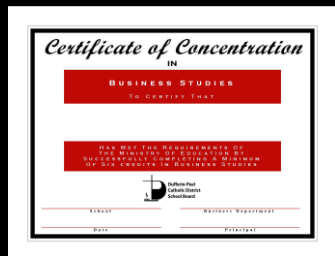 Certificate of Concentration
IN
BUSINESS STUDIES
TO CERTIFY THAT
HAS MET THE REQUIREMENTS OF
THE MINISTRY OF EDUCATION BY
SUCCESSFULLY COMPLETING A MINIMUM
OF SIX CREDITS IN BUSINESS STUDIES
Dufferin-Peel
Catholic District
School Board
School Business Department
Date Principal